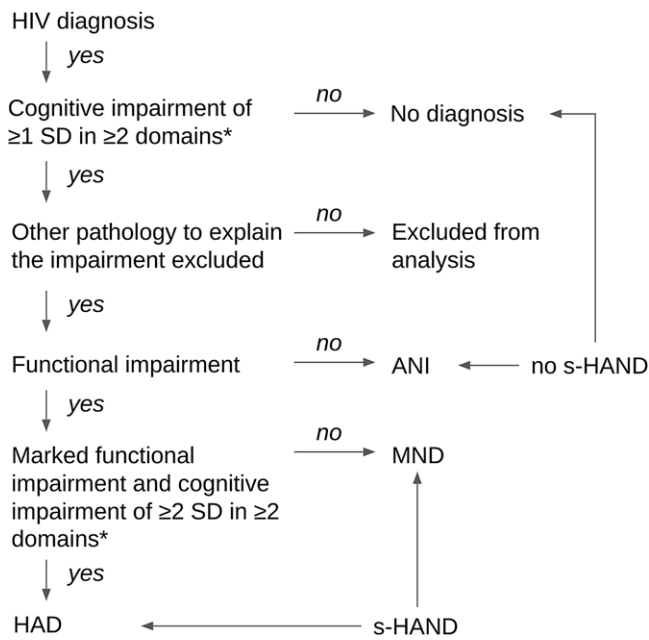 HIV diagnosis
yes
Cognitive impairment of
≥1 SD in ≥2 domains*
no
No diagnosis
yes
Other pathology to explain
the impairment excluded
no
Excluded from
analysis
yes
Functional impairment
no
ANI
no s-HAND
yes
Marked functional
impairment and cognitive
impairment of ≥2 SD in ≥2
domains*
no
MND
yes
HAD
s-HAND